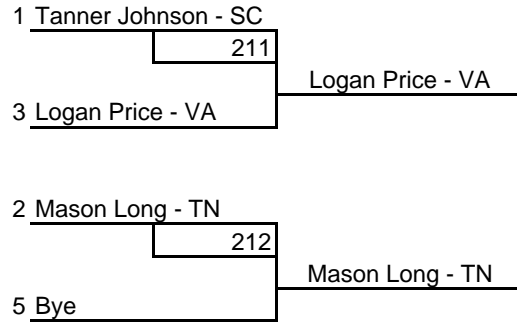 1 Tanner Johnson - SC
211
Logan Price - VA
3 Logan Price - VA
2 Mason Long - TN
212
Mason Long - TN
5 Bye